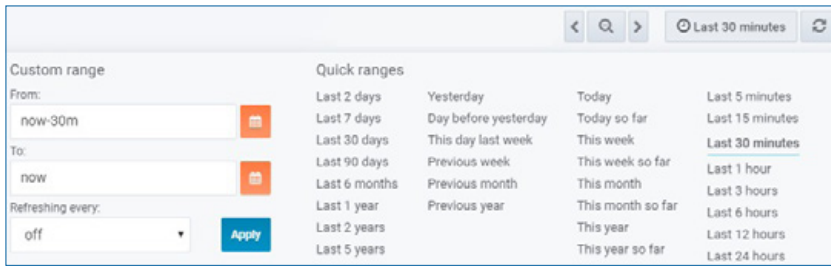 Last 30 minutes
Custom range
From:
now-30m
To:
now
Refreshing every:
off
Apply
Quick ranges
Last 2 days
Last 7 days
Last 30 days
Last 90 days
Last 6 months
Last 1 year
Last 2 years
Last 5 years
Yesterday
Day before yesterday
This day last week
Previous week
Previous month
Previous year
Today
Today so far
This week
This week so far
This month
This month so far
This year
This year so far
Last 5 minutes
Last 15 minutes
Last 30 minutes
Last 1 hour
Last 3 hours
Last 6 hours
Last 12 hours
Last 24 hours